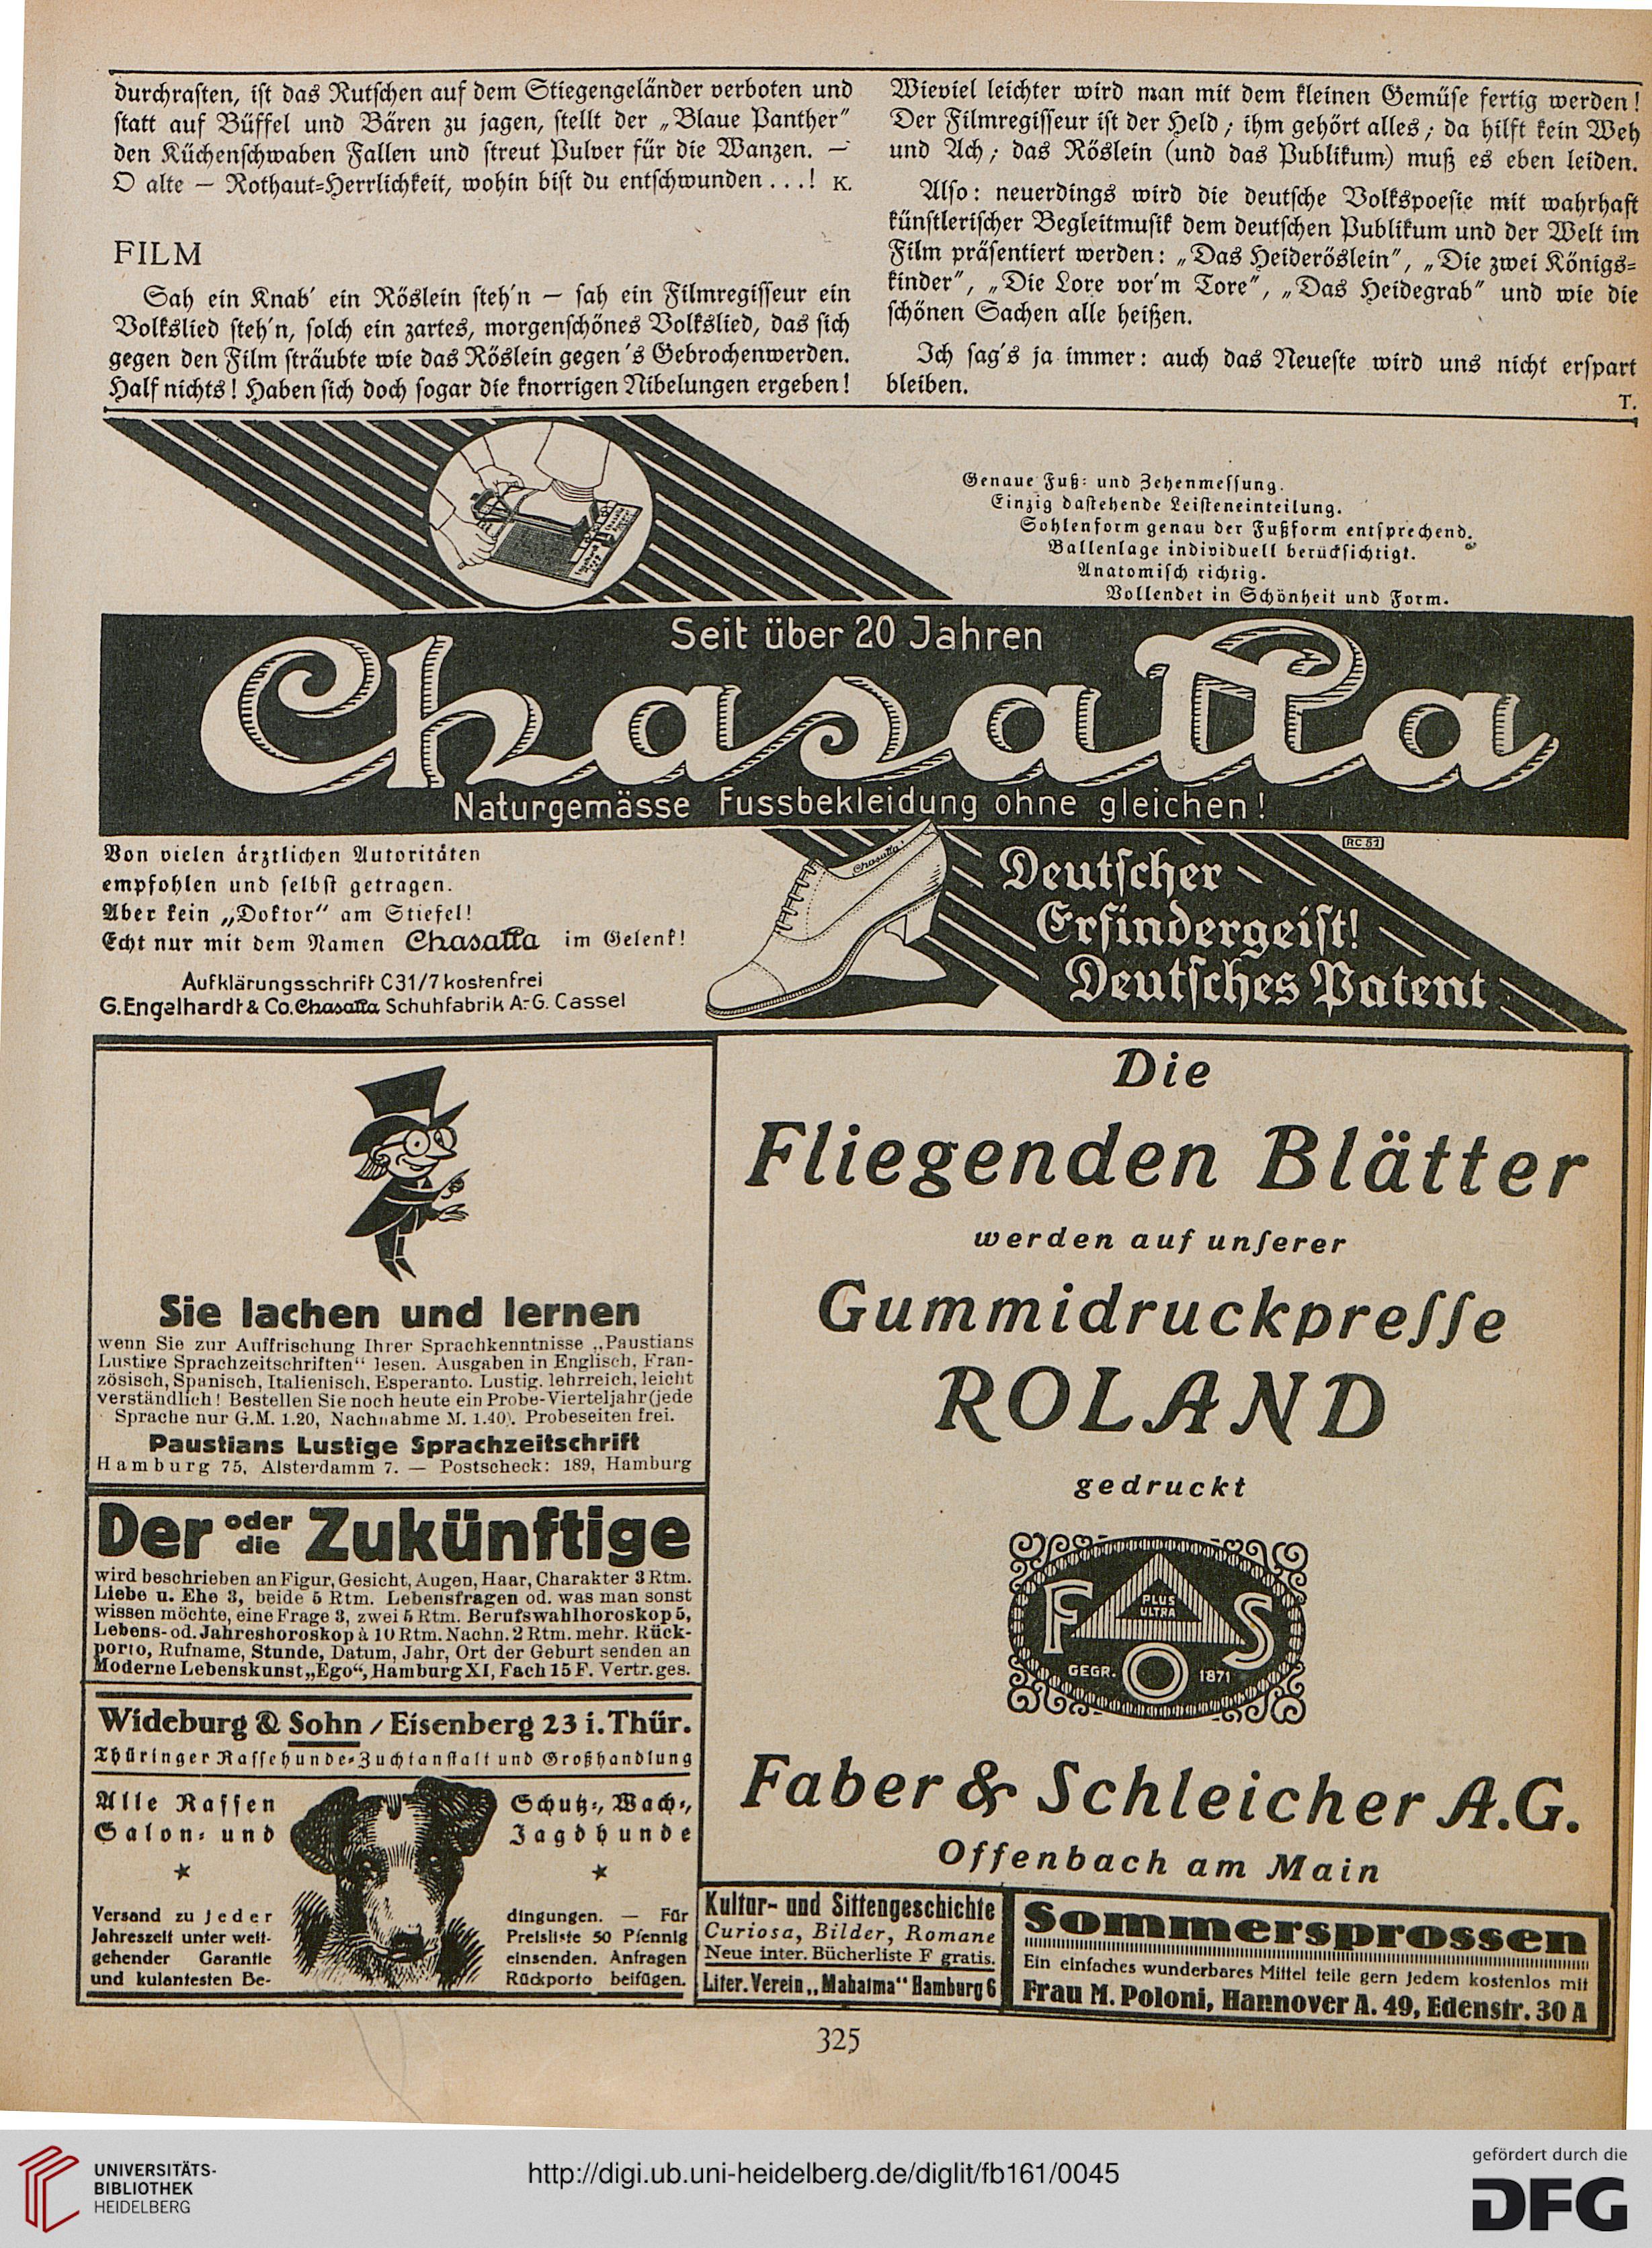 durchrasten, ist das Rutschen auf dem Stiegengeländer verboten und
statt auf Büffel und Bären zu jagen, stellt der „Blaue Panther"
den Küchenschwaben Fallen und streut Pulver für die Wanzen. —
O alte — Rothaut-Herrlichkeit, wohin bist du entschwunden ...! K.
FILM
Sah ein Knab' ein Röslein steh'n — sah ein Filmregisseur ein
Volkslied steh'n, solch ein zartes, morgenschönes Volkslied, das sich
gegen den Film sträubte wie das Röslein gegen's Gebrochenwerden.
Half nichts! Haben sich doch sogar die knorrigen Nibelungen ergeben!
Wieviel leichter wird man mit dem kleinen Gemüse fertig werden!
Der Filmregisseur ist der Held; ihm gehört alles; da hilft kein Weh
und Ach; das Röslein (und das Publikum) muß es eben leiden.
Also: neuerdings wird die deutsche Volkspoesie mit wahrhaft
künstlerischer Begleitmusik dem deutschen Publikum und der Welt im
Film präsentiert werden: „Das Heideröslein", „Die zwei Königs-
kinder", „Die Lore vor'm Tore", „Das Heidegrab" und wie die
schönen Sachen alle heißen.
Ich sag's ja immer: auch das Neueste wird uns nicht erspart
bleiben.
T.
Genaue Fuß- und Zehenmessung.
Einzig dastehende Leisteneinteilung.
Sohlenform genau der Fußform entsprechend.
Ballenlage individuell berücksichtigt.
Anatomisch richtig.
Vollendet in Schönheit und Form.
Seit über 20 Jahren
Chasalla
Naturgemässe Fussbekleidung ohne gleichen!
RC 51
Von vielen ärztlichen Autoritäten
empfohlen und selbst getragen.
Aber kein „Doktor" am Stiefel!
Echt nur mit dem Namen Chasalla im Gelenk!
Aufklärungsschrift C31/7 kostenfrei
G. Engelhardt & Co. Chasalla Schuhfabrik A.-G. Cassel
Chasalla
Deutscher
Erfindergeist!
Deutsches Patent
Sie lachen und lernen
wenn Sie zur Auffrischung Ihrer Sprachkenntnisse „Paustians
Lustige Sprachzeitschriften" lesen. Ausgaben in Englisch, Fran-
zösisch, Spanisch, Italienisch, Esperanto. Lustig, lehrreich, leicht
verständlich! Bestellen Sie noch heute ein Probe-Vierteljahr (jede
Sprache nur G.M. 1.20, Nachnahme M. 1.40). Probeseiten frei.
Paustians Lustige Sprachzeitschrift
Hamburg 75, Alsterdamm 7. — Postscheck: 189, Hamburg
Der oder die Zukünftige
wird beschrieben an Figur, Gesicht, Augen, Haar, Charakter 3 Rtm.
Liebe u. Ehe 3, beide 5 Rtm. Lebensfragen od. was man sonst
wissen möchte, eine Frage 3, zwei 5 Rtm. Berufswahlhoroskop 5,
Lebens- od. Jahreshoroskop à 10 Rtm. Nachn. 2 Rtm. mehr. Rück-
porto, Rufname, Stunde, Datum, Jahr, Ort der Geburt senden an
Moderne Lebenskunst „Ego", Hamburg XI, Fach 15 F. Vertr. ges.
Wideburg & Sohn / Eisenberg 23 i. Thür.
Thüringer Rassehunde-Zuchtanstalt und Großhandlung
Alle Rassen
Salon- und
Schutz-, Wach-,
Jagdhunde
Versand zu jeder
Jahreszeit unter weit-
gehender Garantie
und kulantesten Be-
dingungen. — Für
Preisliste 50 Pfennig
einsenden. Anfragen
Rückporto beifügen.
Die
Fliegenden Blätter
werden auf unserer
Gummidruckpresse
ROLAND
gedruckt
FAS
O
PLUS
ULTRA
GEGR. 1871
Faber & Schleicher A.G.
Offenbach am Main
Kultur- und Sittengeschichte
Curiosa, Bilder, Romane
Neue inter. Bücherliste F gratis.
Liter. Verein „Mahatma" Hamburg 6
Sommersprossen
Ein einfaches wunderbares Mittel teile gern jedem kostenlos mit
Frau M. Poloni, Hannover A. 49, Edenstr. 30 A
325
UNIVERSITÄTS-
BIBLIOTHEK
HEIDELBERG
http://digi.ub.uni-heidelberg.de/diglit/fb161/0045
gefördert durch die
DFG